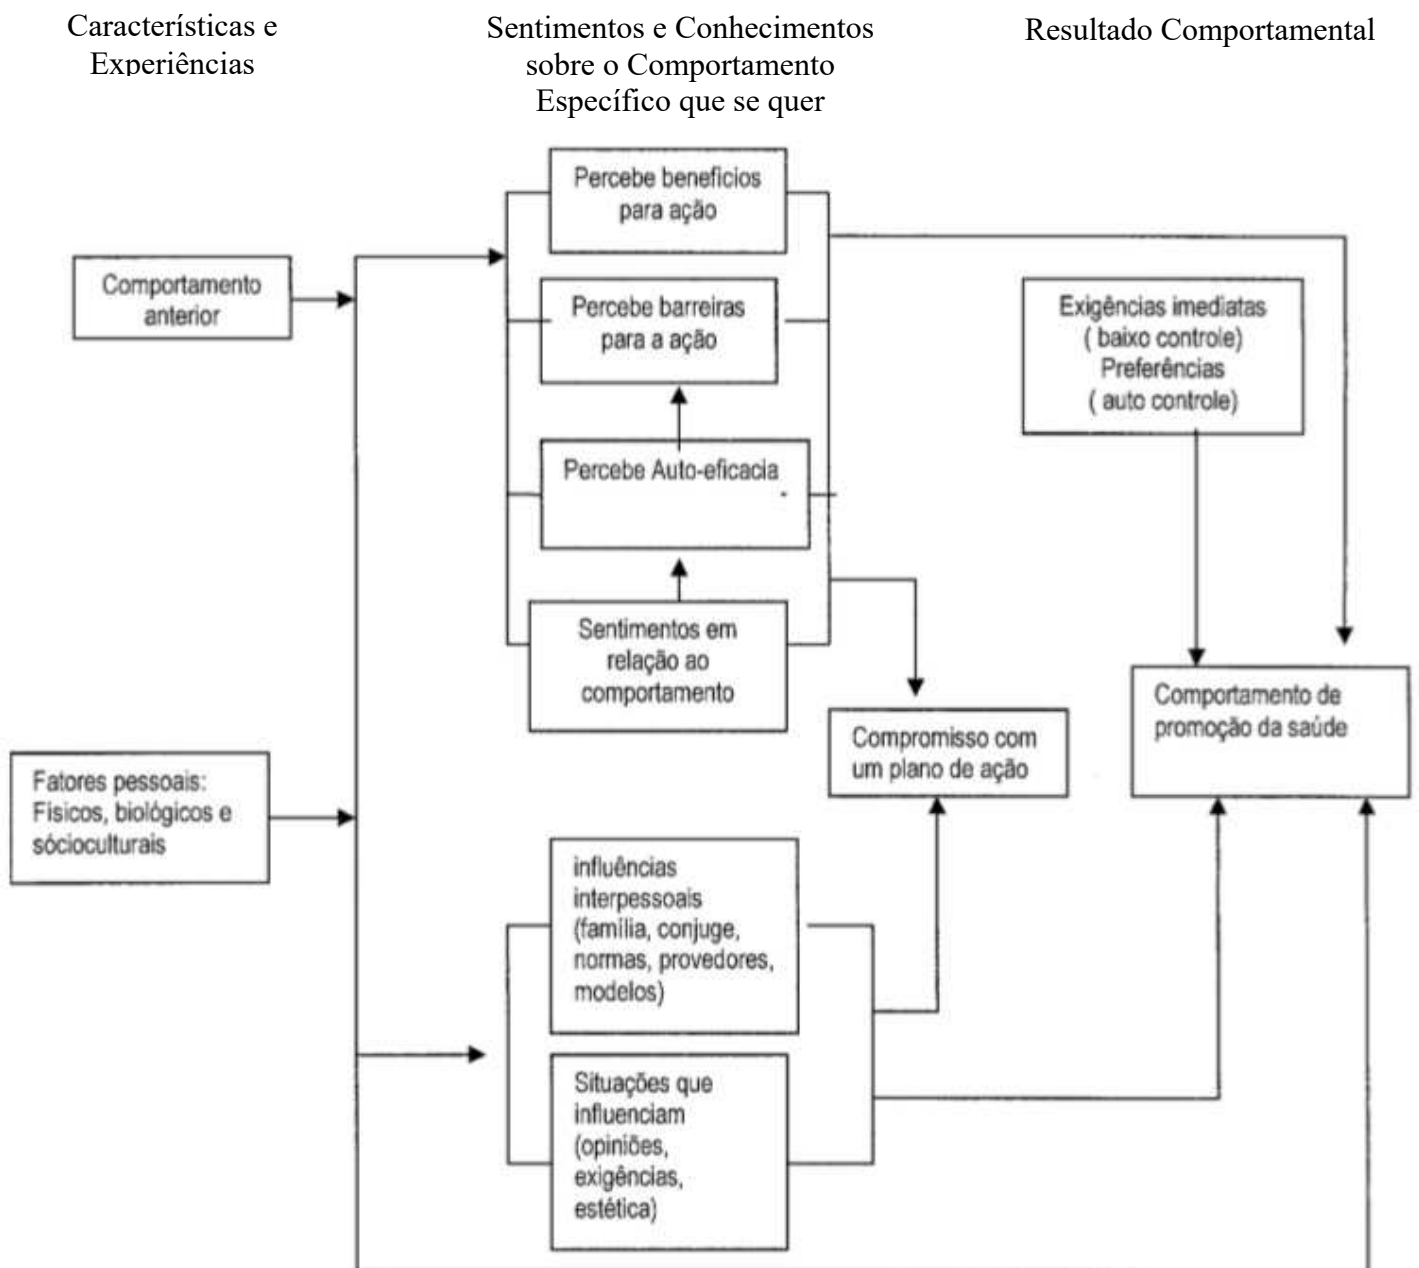 Características e
Experiências
Sentimentos e Conhecimentos
sobre o Comportamento
Específico que se quer
Resultado Comportamental
Percebe beneficios
para ação
Comportamento
anterior
Percebe barreiras
para a ação
Exigências imediatas
( baixo controle)
Preferências
( auto controle)
Percebe Auto-eficacia
Sentimentos em
relação ao
comportamento
Comportamento de
promoção da saúde
Compromisso com
um plano de ação
Fatores pessoais:
Físicos, biológicos e
sócioculturais
influências
interpessoais
(família, conjuge,
normas, provedores,
modelos)
Situações que
influenciam
(opiniões,
exigências,
estética)